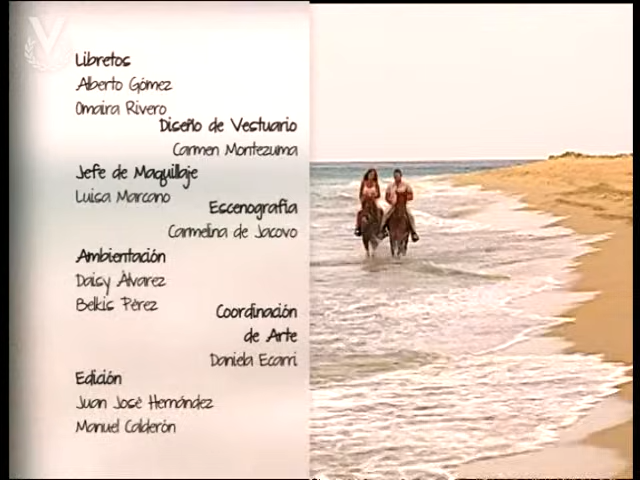 V
Libretos
Alberto Gómez
Omaira Rivero
Diseño de Vestuario
Carmen Montezuma
Jefe de Maquillaje
Luisa Marcano
Escenografía
Carmelina de Jacovo
Ambientación
Daisy Álvarez
Belkis Pérez
Coordinación
de Arte
Daniela Ecarri
Edición
Juan José Hernández
Manuel Calderón